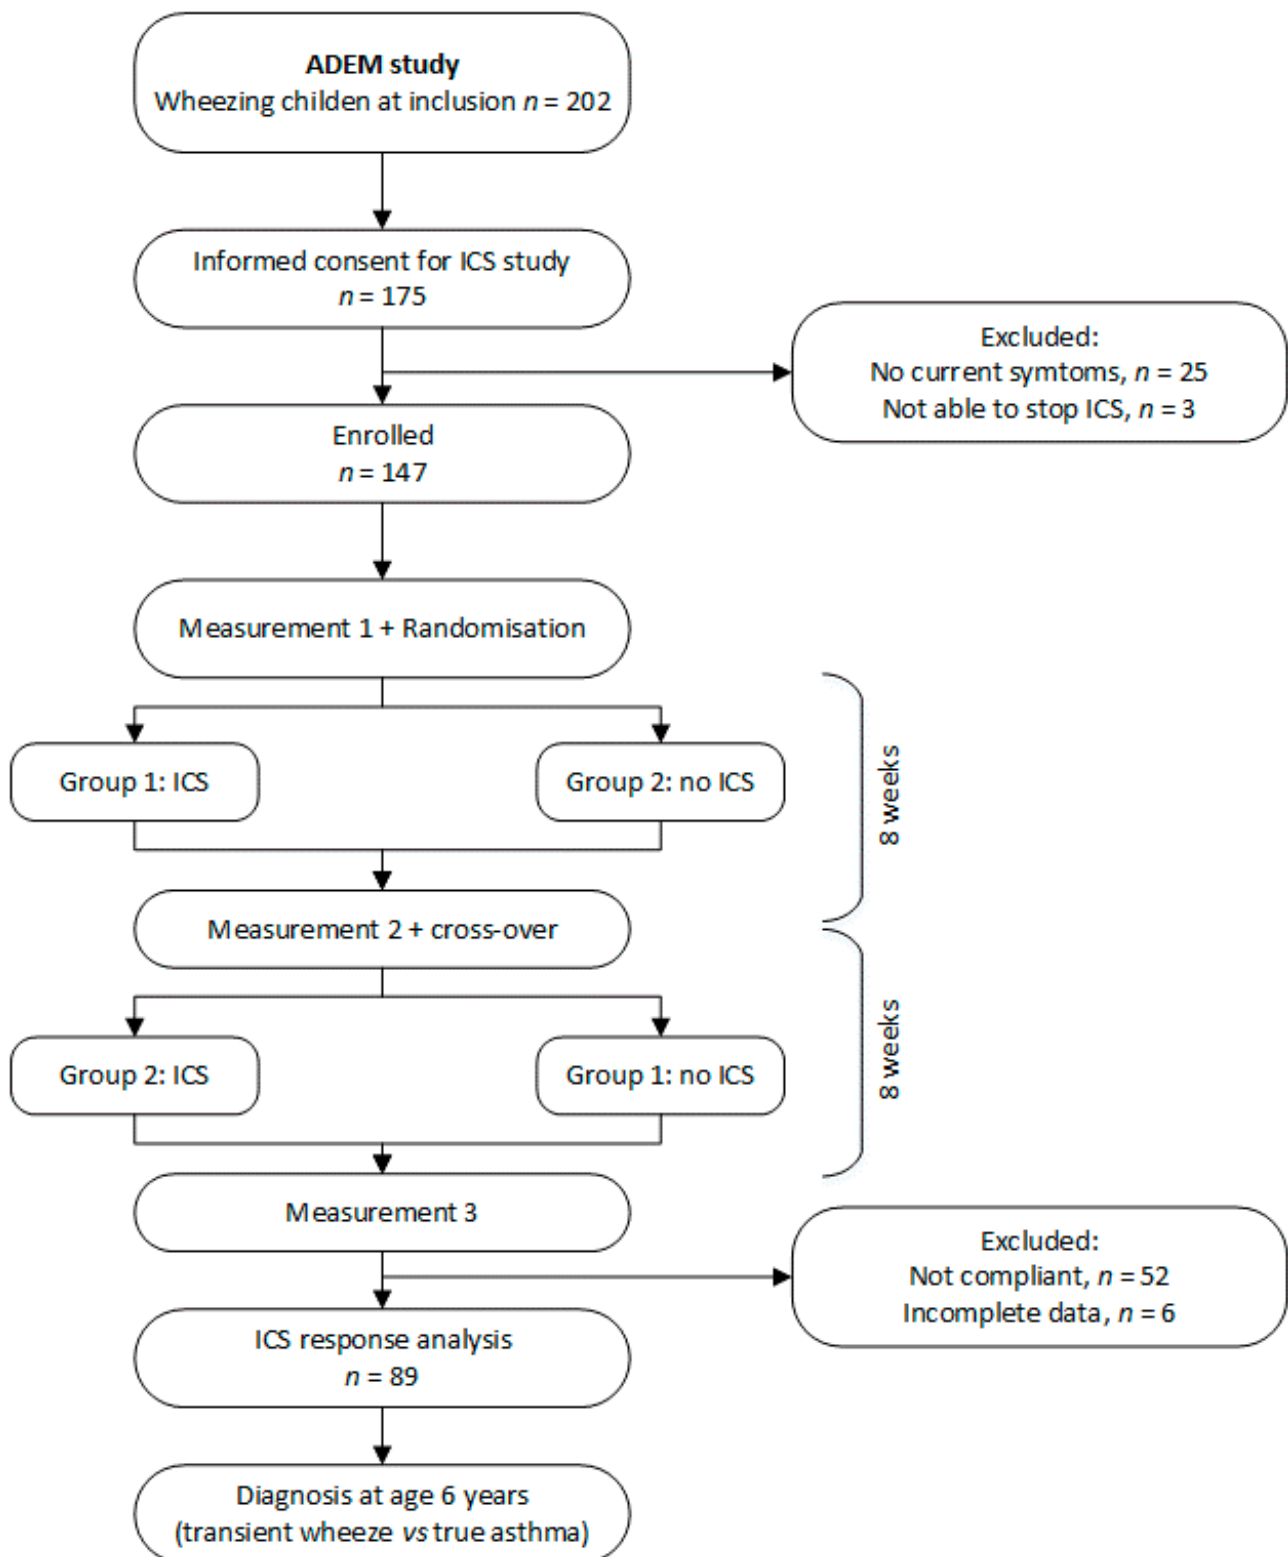 ADEM study
Wheezing childen at inclusion n = 202
Informed consent for ICS study
n = 175
Excluded:
No current symtoms, n = 25
Not able to stop ICS, n = 3
Enrolled
n = 147
Measurement 1 + Randomisation
Group 1: ICS
Group 2: no ICS
8 weeks
Measurement 2 + cross-over
Group 2: ICS
Group 1: no ICS
8 weeks
Measurement 3
Excluded:
Not compliant, n = 52
Incomplete data, n = 6
ICS response analysis
n = 89
Diagnosis at age 6 years
(transient wheeze vs true asthma)